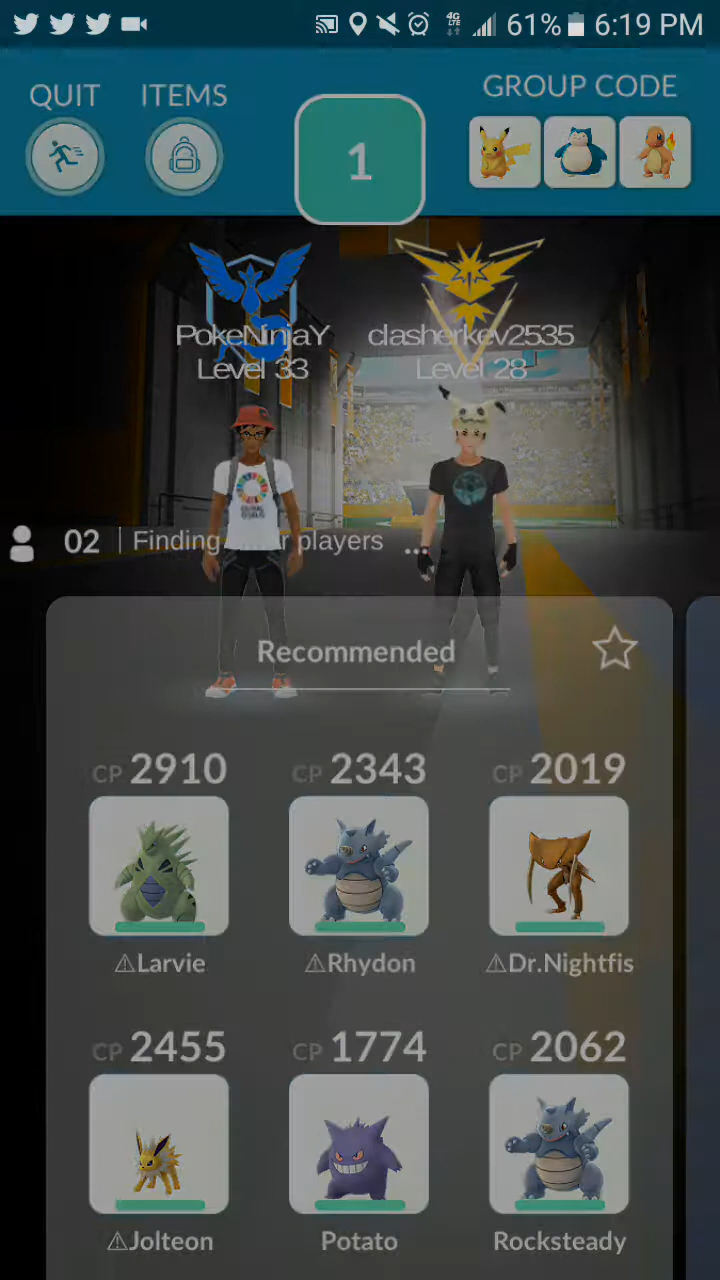 4G
LTE
61%
6:19 PM
QUIT
ITEMS
GROUP CODE
1
PokeNinjaY
Level 33
clasherkev2535
Level 28
02
Finding
players
...
Recommended
CP 2910
CP 2343
CP 2019
⚠Larvie
⚠Rhydon
⚠Dr.Nightfis
CP 2455
CP 1774
CP 2062
⚠Jolteon
Potato
Rocksteady